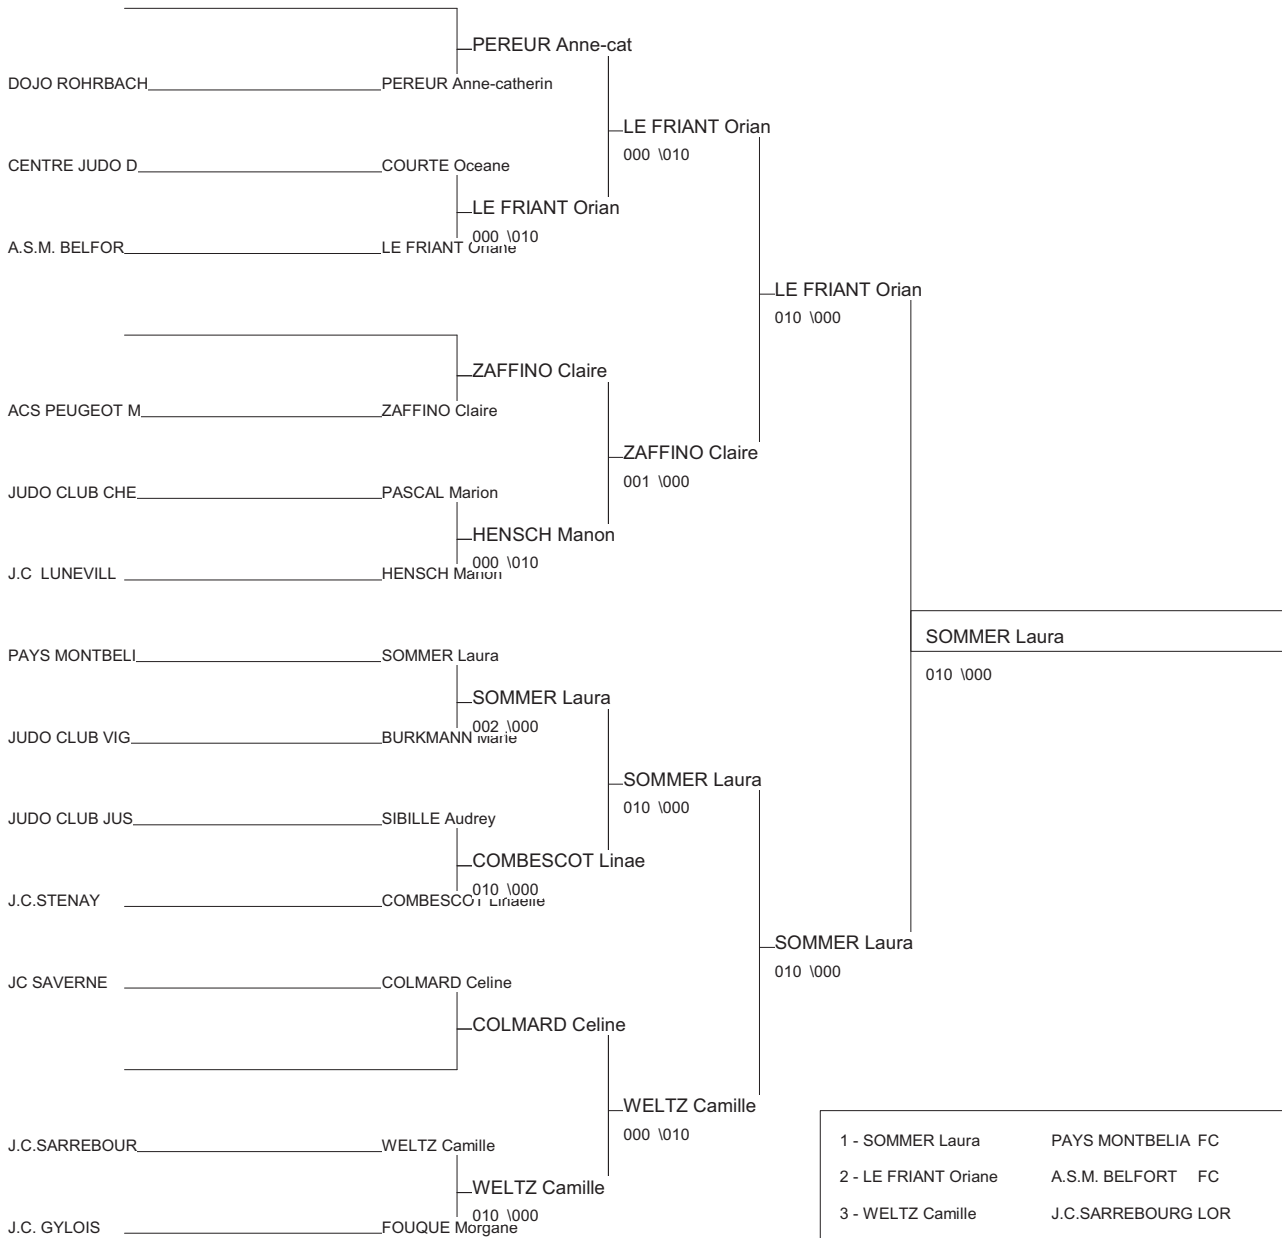 PEREUR Anne-cat
DOJO ROHRBACH PEREUR Anne-catherin
LE FRIANT Orian
000 \010
CENTRE JUDO D COURTE Oceane
LE FRIANT Orian
000 \010
A.S.M. BELFOR LE FRIANT Oriane
LE FRIANT Orian
010 \000
ZAFFINO Claire
ACS PEUGEOT M ZAFFINO Claire
ZAFFINO Claire
001 \000
JUDO CLUB CHE PASCAL Marion
HENSCH Manon
000 \010
J.C LUNEVILL HENSCH Manon
SOMMER Laura
010 \000
PAYS MONTBELI SOMMER Laura
SOMMER Laura
002 \000
JUDO CLUB VIG BURKMANN Marie
SOMMER Laura
010 \000
JUDO CLUB JUS SIBILLE Audrey
COMBESCOT Linae
010 \000
J.C.STENAY COMBESCOT Linaelle
SOMMER Laura
010 \000
JC SAVERNE COLMARD Celine
COLMARD Celine
WELTZ Camille
000 \010
J.C.SARREBOUR WELTZ Camille
WELTZ Camille
010 \000
J.C. GYLOIS FOUQUE Morgane
1 - SOMMER Laura PAYS MONTBELIA FC
2 - LE FRIANT Oriane A.S.M. BELFORT FC
3 - WELTZ Camille J.C.SARREBOURG LOR